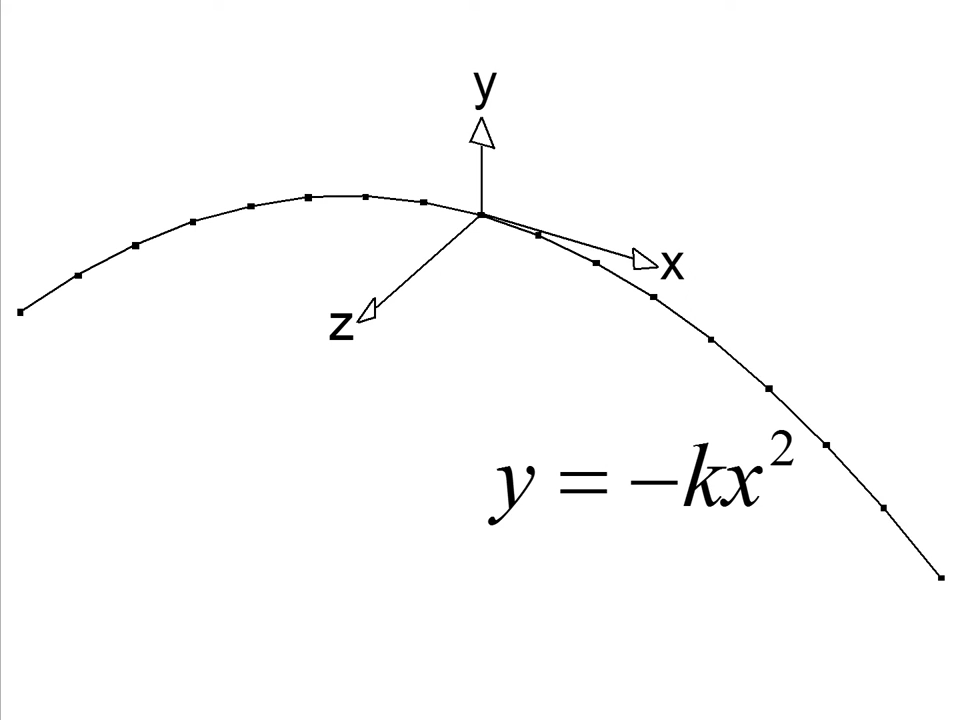 y
x
z
y = -kx²